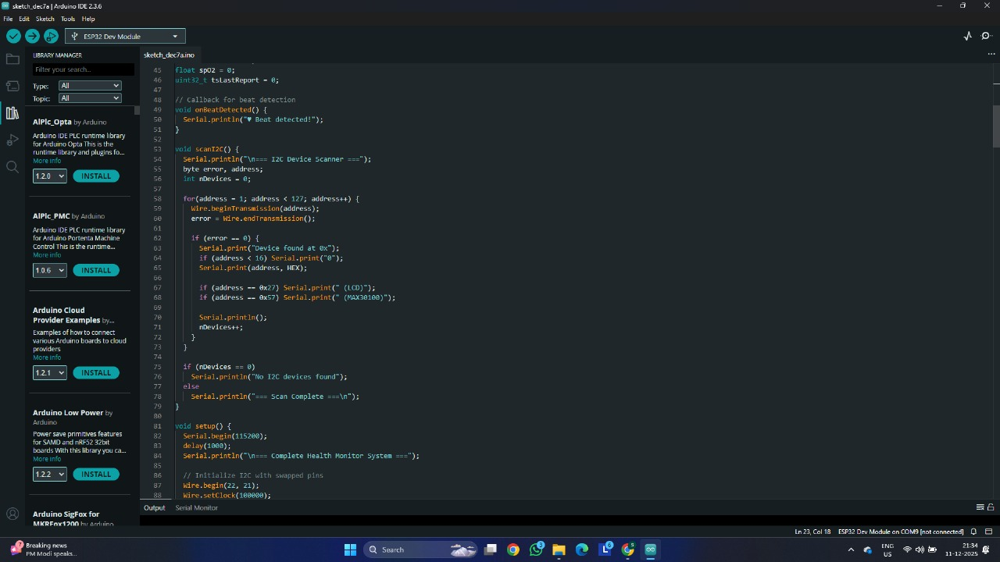 sketch_dec7a | Arduino IDE 2.3.6
File Edit Sketch Tools Help
ESP32 Dev Module
LIBRARY MANAGER
Filter your search...
Type: All
Topic: All
AlPlc_Opta by Arduino
Arduino IDE PLC runtime library
for Arduino Opta This is the
runtime library and plugins fo...
More info
1.2.0 INSTALL
AlPlc_PMC by Arduino
Arduino IDE PLC runtime library
for Arduino Portenta Machine
Control This is the runtime...
More info
1.0.6 INSTALL
Arduino Cloud
Provider Examples by...
Examples of how to connect
various Arduino boards to cloud
providers
More info
1.2.1 INSTALL
Arduino Low Power by
Arduino
Power save primitives features
for SAMD and nRF52 32bit
boards With this library you ca...
More info
1.2.2 INSTALL
Arduino SigFox for
MKRFox1200 by Arduino
sketch_dec7a.ino
45 float spO2 = 0;
46 uint32_t tsLastReport = 0;
47
48 // Callback for beat detection
49 void onBeatDetected() {
50 Serial.println("♥ Beat detected!");
51 }
52
53 void scanI2C() {
54 Serial.println("\n=== I2C Device Scanner ===");
55 byte error, address;
56 int nDevices = 0;
57
58 for(address = 1; address < 127; address++) {
59 Wire.beginTransmission(address);
60 error = Wire.endTransmission();
61
62 if (error == 0) {
63 Serial.print("Device found at 0x");
64 if (address < 16) Serial.print("0");
65 Serial.print(address, HEX);
66
67 if (address == 0x27) Serial.print(" (LCD)");
68 if (address == 0x57) Serial.print(" (MAX30100)");
69
70 Serial.println();
71 nDevices++;
72 }
73 }
74
75 if (nDevices == 0)
76 Serial.println("No I2C devices found");
77 else
78 Serial.println("=== Scan Complete ===\n");
79 }
80
81 void setup() {
82 Serial.begin(115200);
83 delay(1000);
84 Serial.println("\n=== Complete Health Monitor System ===");
85
86 // Initialize I2C with swapped pins
87 Wire.begin(22, 21);
88 Wire.setClock(100000);
Output Serial Monitor
Ln 23, Col 18 ESP32 Dev Module on COM9 [not connected]
7 Breaking news
PM Modi speaks...
Search
3
6
ENG
US
21:34
11-12-2025